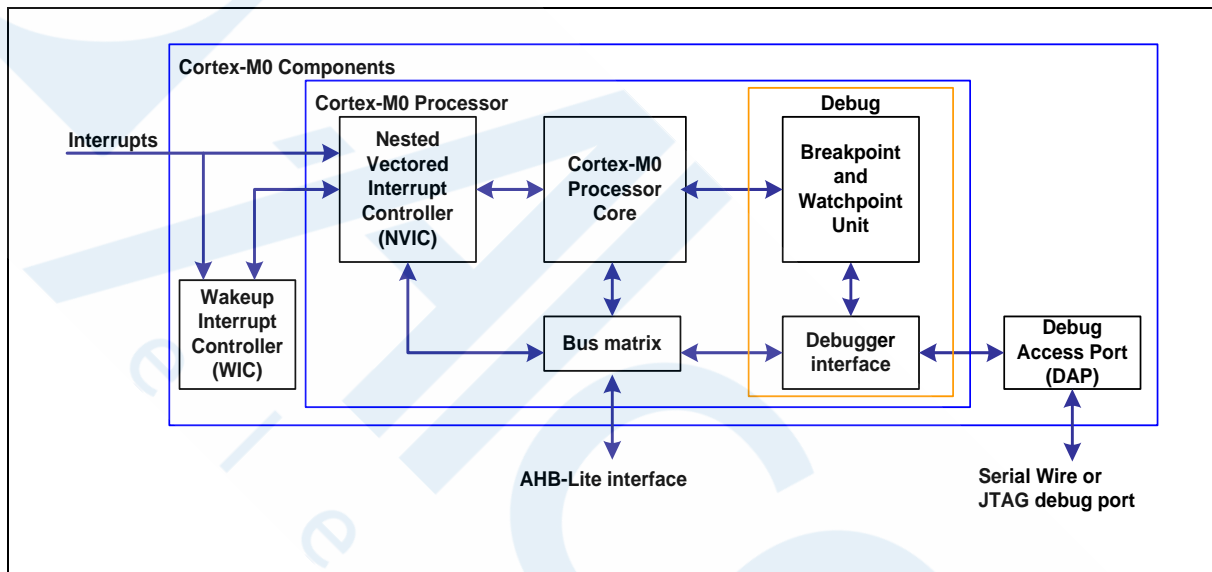 Cortex-M0 Components
Cortex-M0 Processor
Debug
Interrupts
Nested
Vectored
Interrupt
Controller
(NVIC)
Cortex-M0
Processor
Core
Breakpoint
and
Watchpoint
Unit
Wakeup
Interrupt
Controller
(WIC)
Bus matrix
Debugger
interface
Debug
Access Port
(DAP)
AHB-Lite interface
Serial Wire or
JTAG debug port
e
l
e